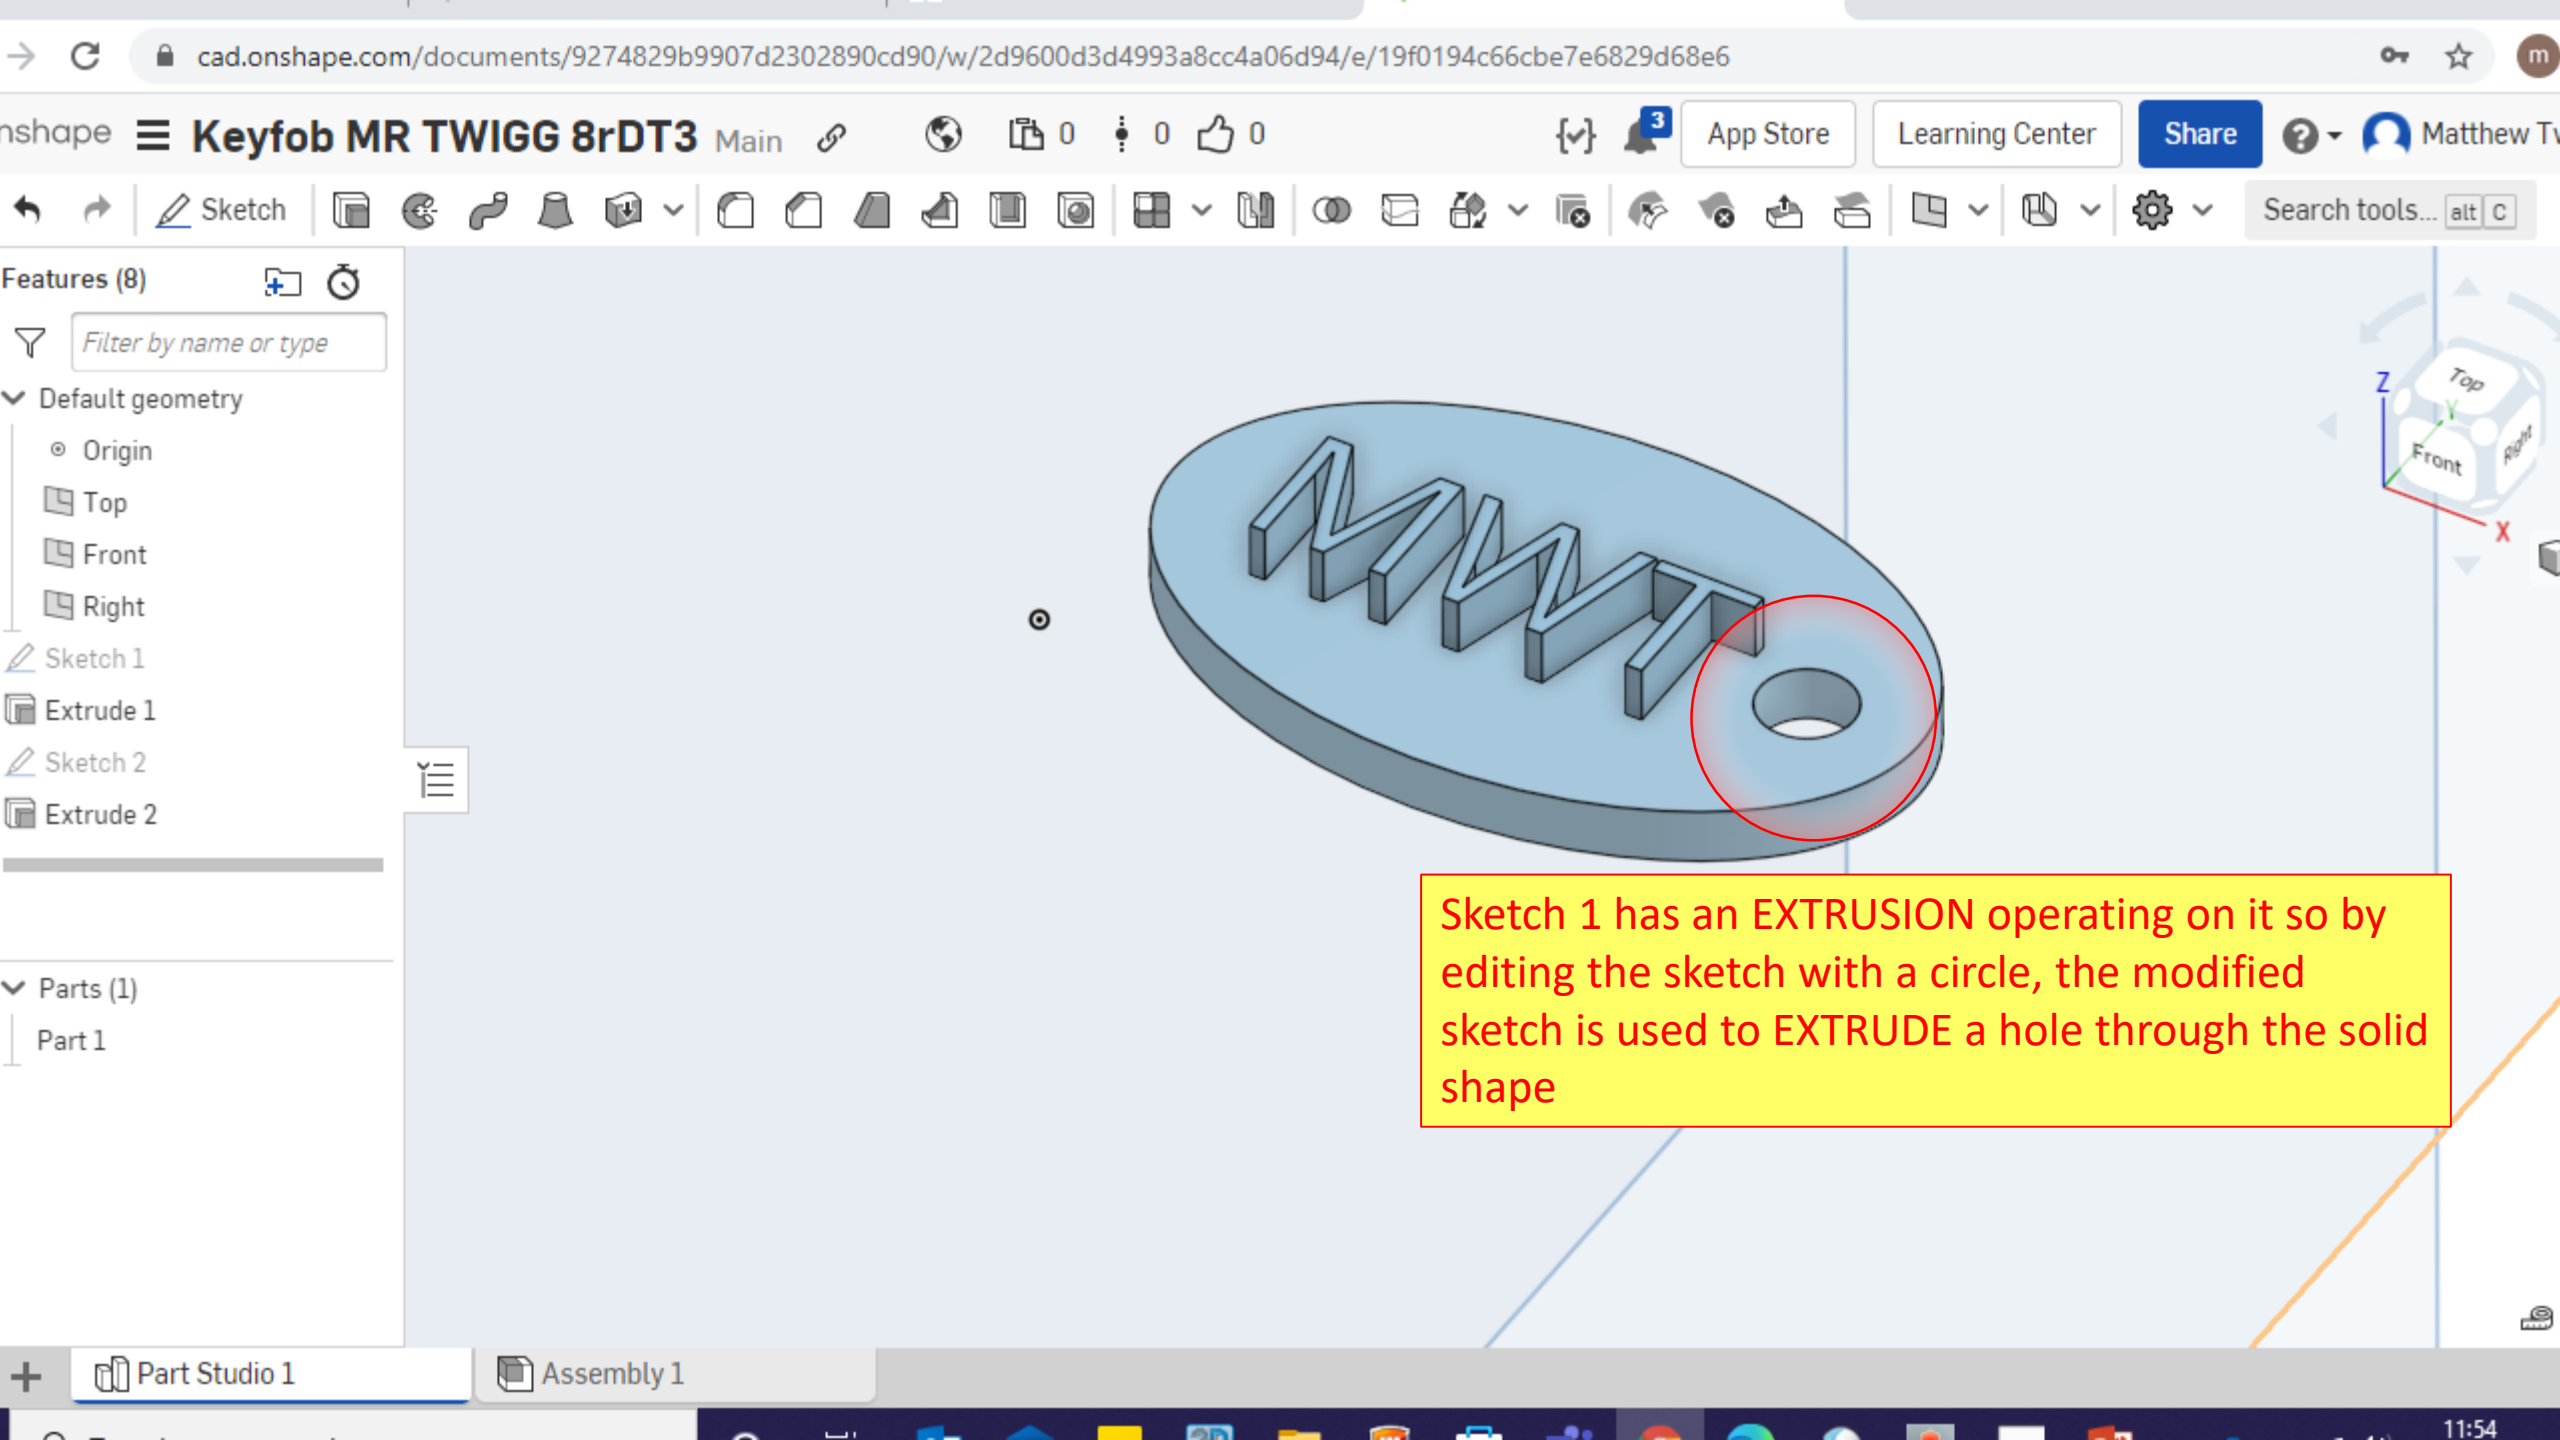 cad.onshape.com/documents/9274829b9907d2302890cd90/w/2d9600d3d4993a8cc4a06d94/e/19f0194c66cbe7e6829d68e6
m
nshape Keyfob MR TWIGG 8rDT3 Main 0 0 0 3 App Store Learning Center Share Matthew Tw
Sketch Search tools... alt C
Features (8)
Filter by name or type
Default geometry
Origin
Top
Front
Right
Sketch 1
Extrude 1
Sketch 2
Extrude 2
Parts (1)
Part 1
MWT
Z
Top
Y
Front
Right
X
Sketch 1 has an EXTRUSION operating on it so by
editing the sketch with a circle, the modified
sketch is used to EXTRUDE a hole through the solid
shape
Part Studio 1 Assembly 1
11:54